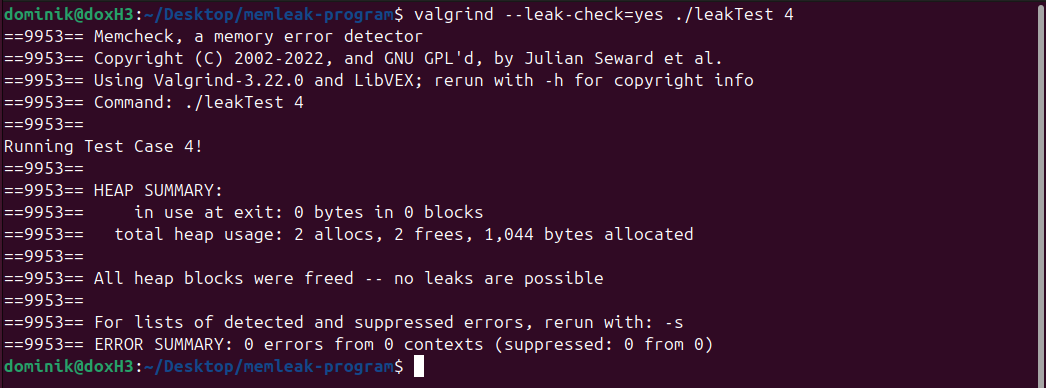 dominik@doxH3:~/Desktop/memleak-program$ valgrind --leak-check=yes ./leakTest 4
==9953== Memcheck, a memory error detector
==9953== Copyright (C) 2002-2022, and GNU GPL'd, by Julian Seward et al.
==9953== Using Valgrind-3.22.0 and LibVEX; rerun with -h for copyright info
==9953== Command: ./leakTest 4
==9953==
Running Test Case 4!
==9953==
==9953== HEAP SUMMARY:
==9953==     in use at exit: 0 bytes in 0 blocks
==9953==   total heap usage: 2 allocs, 2 frees, 1,044 bytes allocated
==9953==
==9953== All heap blocks were freed -- no leaks are possible
==9953==
==9953== For lists of detected and suppressed errors, rerun with: -s
==9953== ERROR SUMMARY: 0 errors from 0 contexts (suppressed: 0 from 0)
dominik@doxH3:~/Desktop/memleak-program$